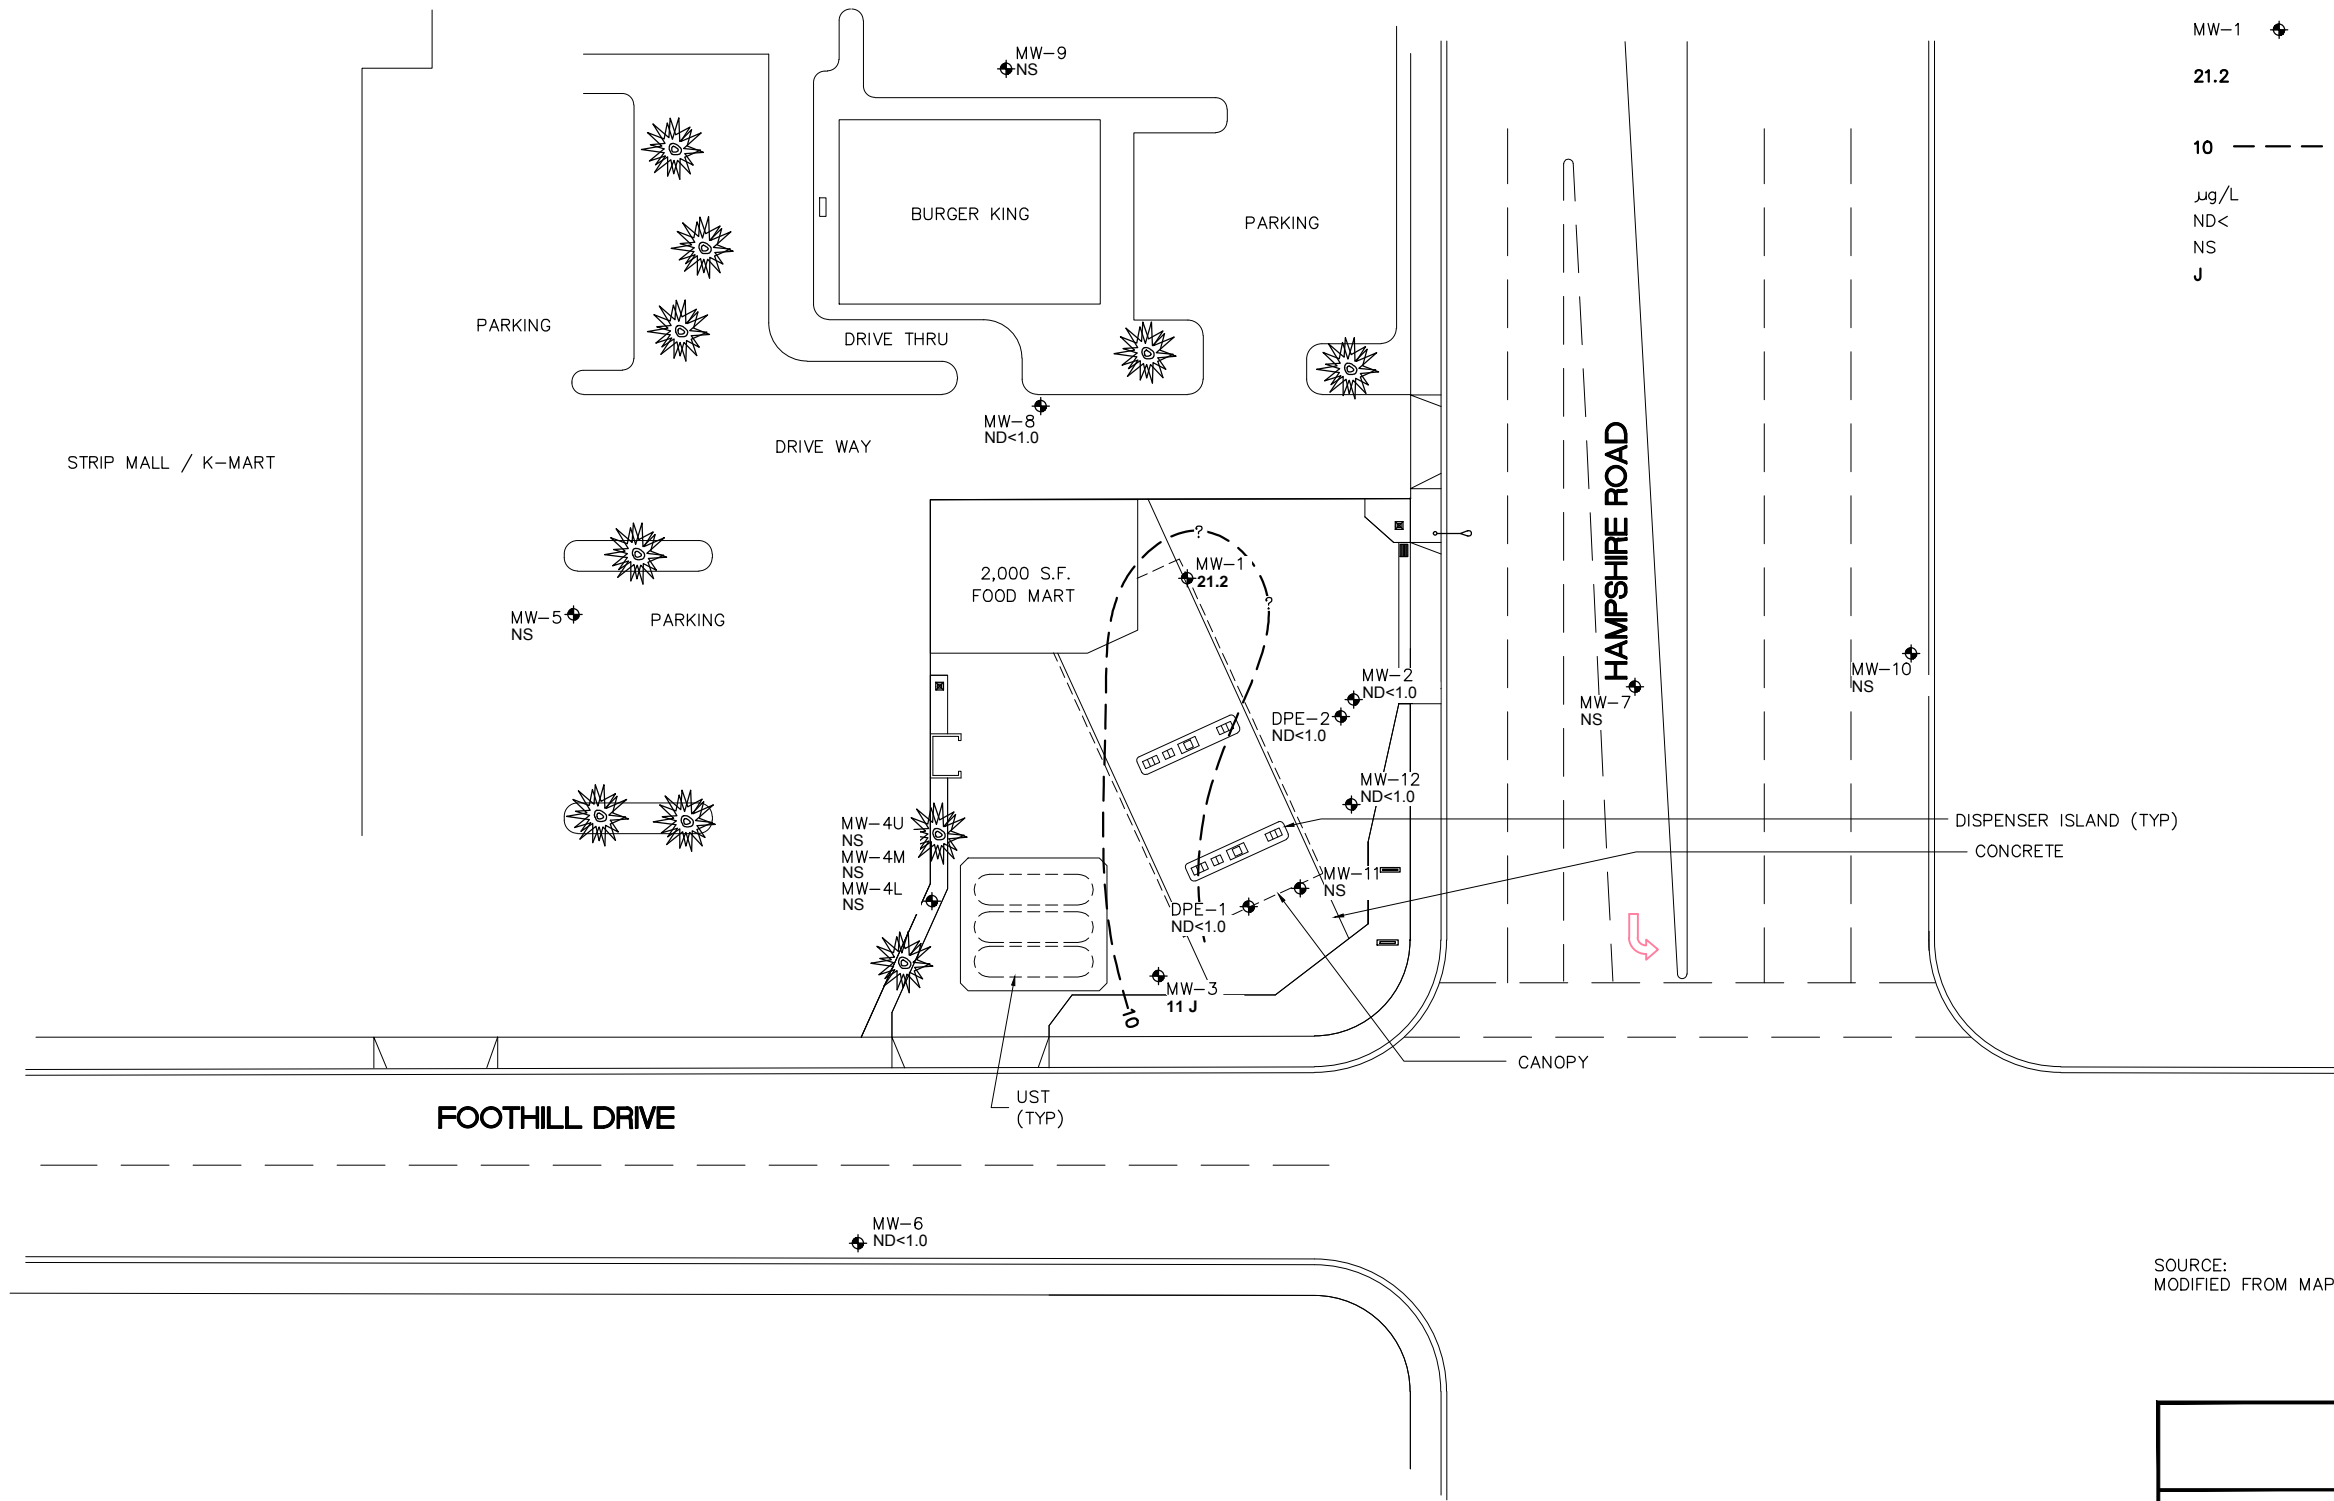 MW-1
21.2
10
µg/L
ND<
NS
J
MW-9
NS
BURGER KING
PARKING
PARKING
DRIVE THRU
MW-8
ND<1.0
DRIVE WAY
STRIP MALL / K-MART
HAMPSHIRE ROAD
?
MW-1
21.2
2,000 S.F.
FOOD MART
?
MW-5
NS
PARKING
MW-2
ND<1.0
DPE-2
ND<1.0
MW-10
NS
MW-7
NS
MW-12
ND<1.0
DISPENSER ISLAND (TYP)
CONCRETE
MW-4U
NS
MW-4M
NS
MW-4L
NS
MW-11
NS
DPE-1
ND<1.0
MW-3
11 J
10
CANOPY
UST
(TYP)
FOOTHILL DRIVE
MW-6
ND<1.0
SOURCE:
MODIFIED FROM MAP